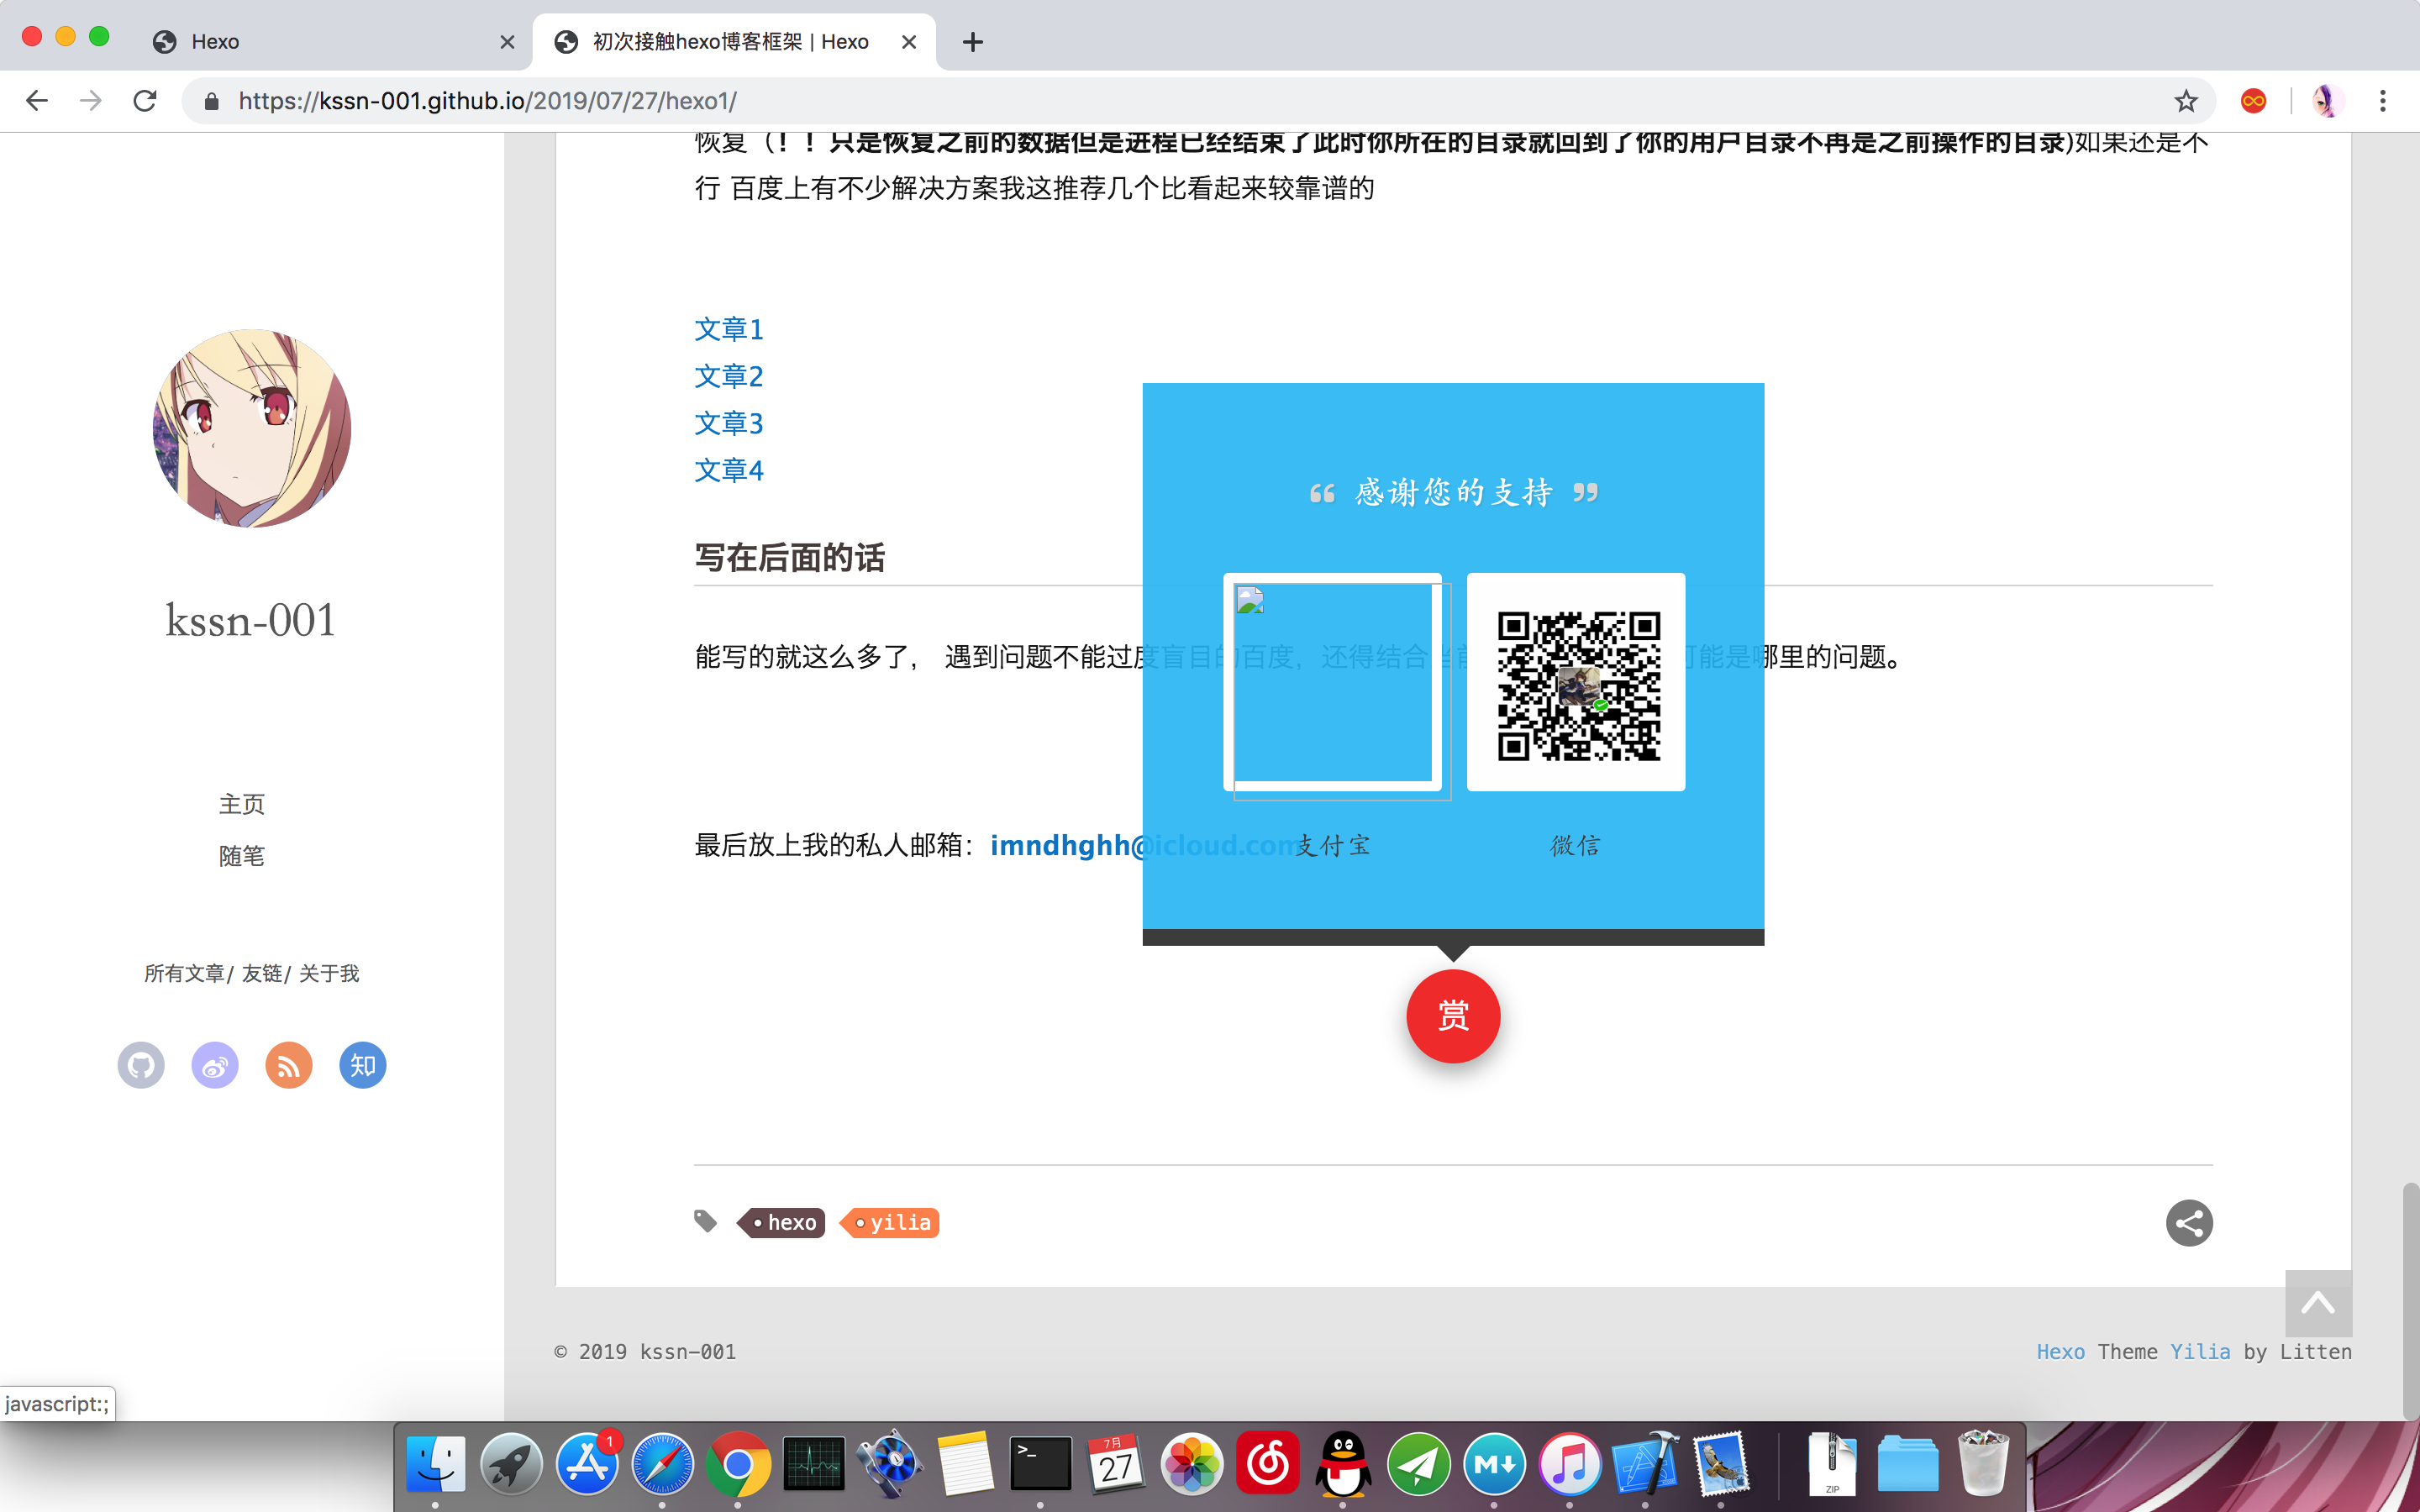 Hexo
初次接触hexo博客框架 | Hexo
https://kssn-001.github.io/2019/07/27/hexo1/
恢复（！！只是恢复之前的数据但是进程已经结束了此时你所在的目录就回到了你的用户目录不再是之前操作的目录)如果还是不
行 百度上有不少解决方案我这推荐几个比看起来较靠谱的
文章1
文章2
文章3
文章4
写在后面的话
能写的就这么多了， 遇到问题不能过度盲目的百度，还得结合当前 可能是哪里的问题。
最后放上我的私人邮箱：imndhghh@icloud.com
“ 感谢您的支持 ”
支付宝
微信
赏
hexo
yilia
kssn-001
主页
随笔
所有文章/ 友链/ 关于我
知
© 2019 kssn-001
Hexo Theme Yilia by Litten
javascript:;
1
>_
7月
27
M
ZIP